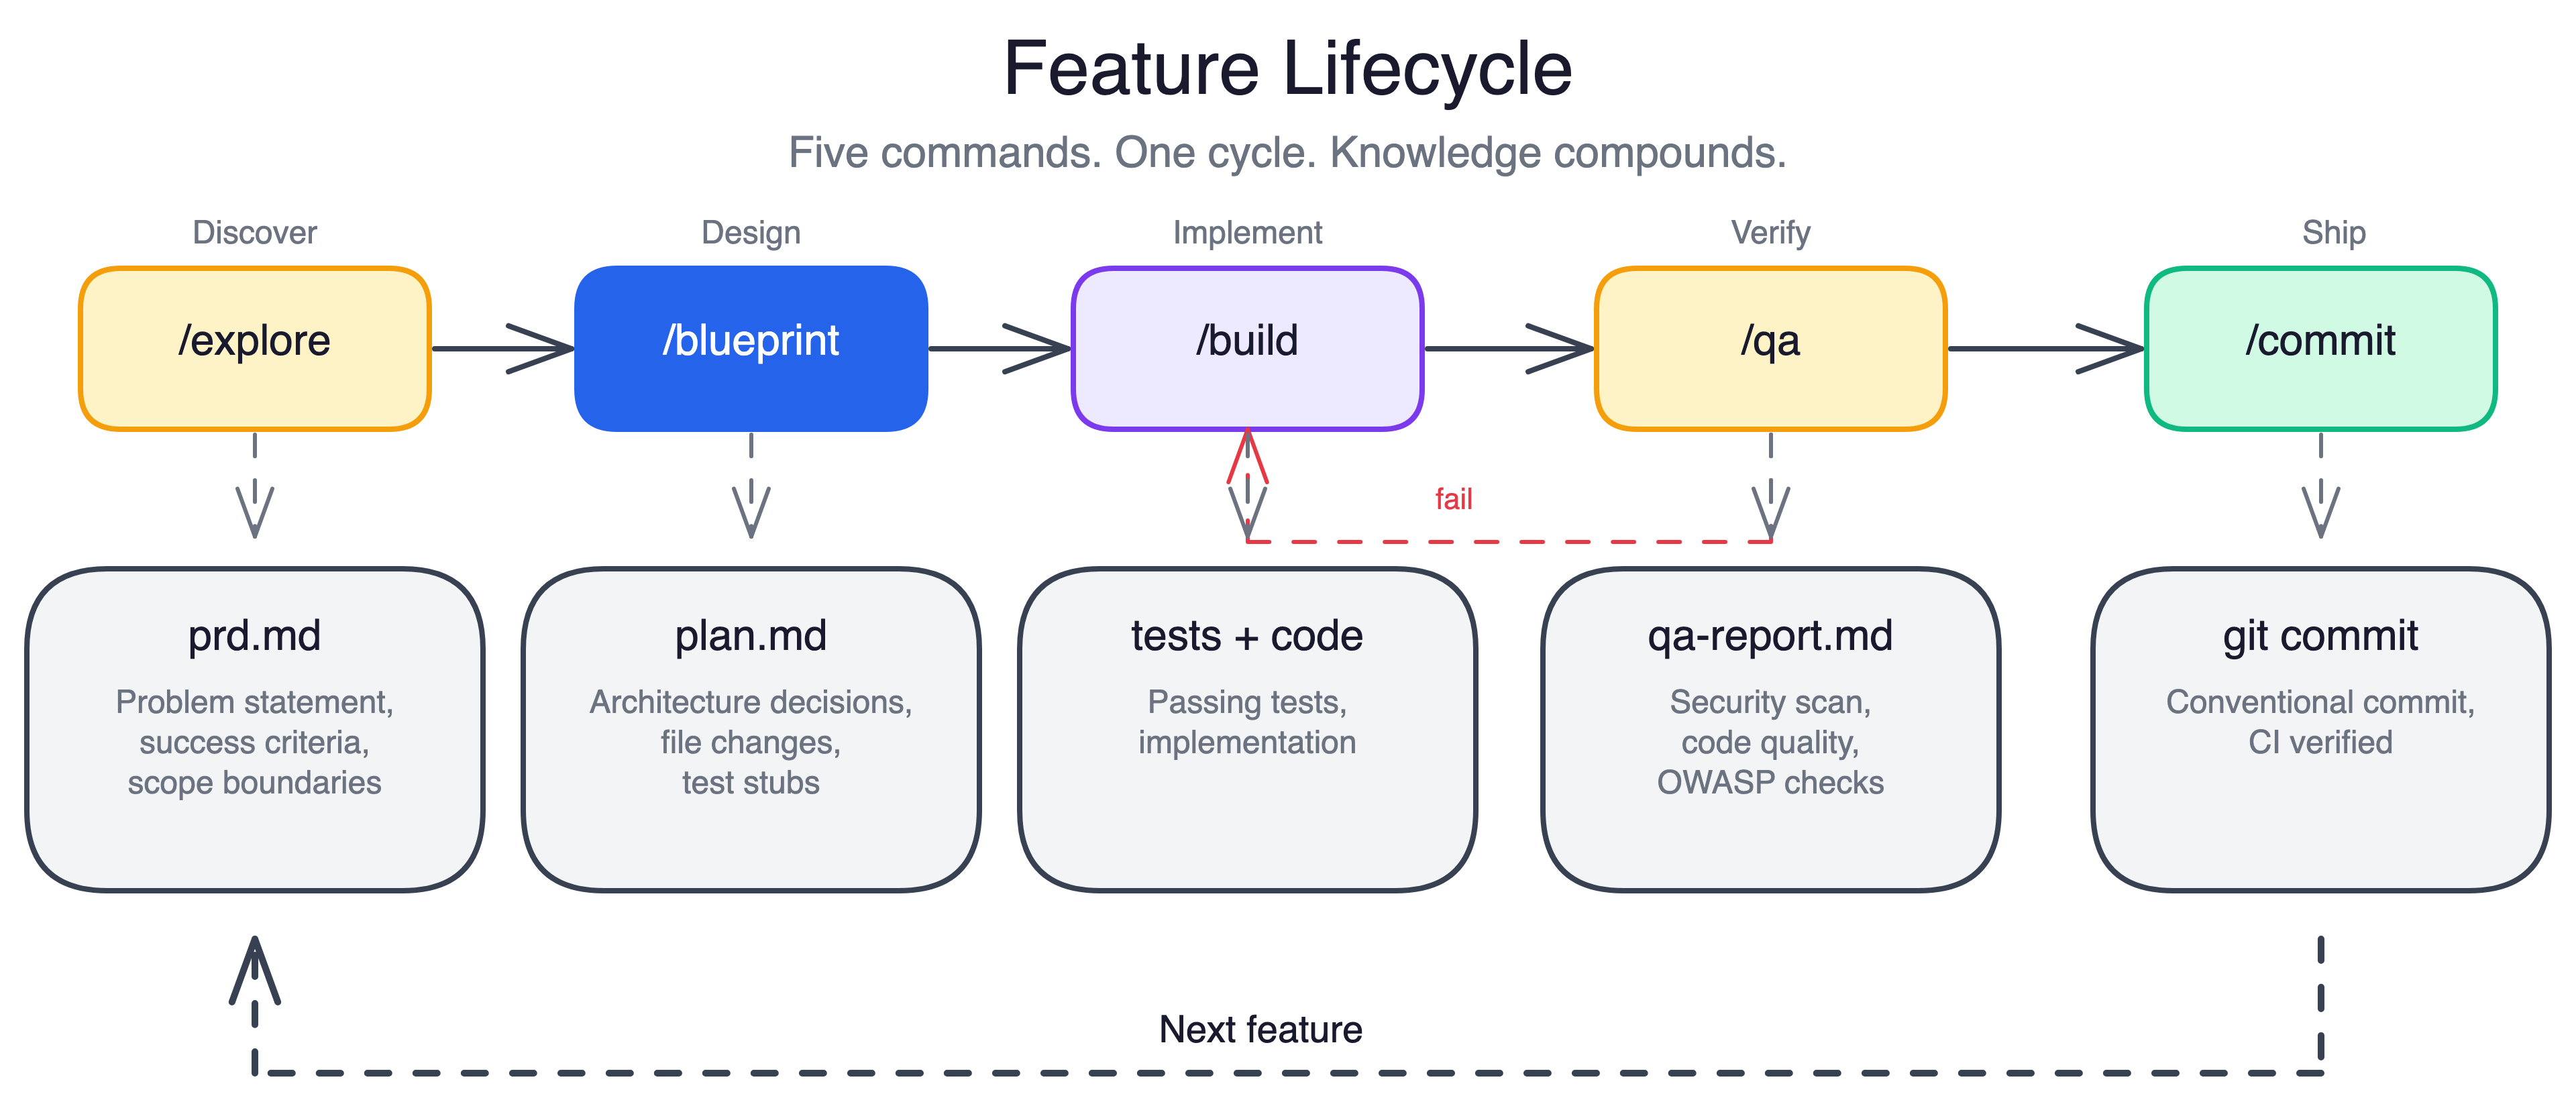 Feature Lifecycle
Five commands. One cycle. Knowledge compounds.
Discover
Design
Implement
Verify
Ship
/explore
/blueprint
/build
/qa
/commit
fail
prd.md
Problem statement,
success criteria,
scope boundaries
plan.md
Architecture decisions,
file changes,
test stubs
tests + code
Passing tests,
implementation
qa-report.md
Security scan,
code quality,
OWASP checks
git commit
Conventional commit,
CI verified
Next feature